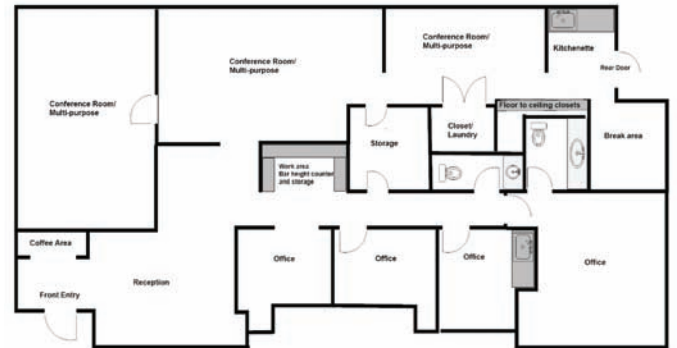 Conference Room/
Multi-purpose
Kitchenette
Conference Room/
Multi-purpose
Rear Door
Conference Room/
Multi-purpose
Floor to ceiling closets
Closet/
Laundry
Break area
Storage
Work area
Bar height counter
and storage
Coffee Area
Office
Office
Office
Office
Reception
Front Entry